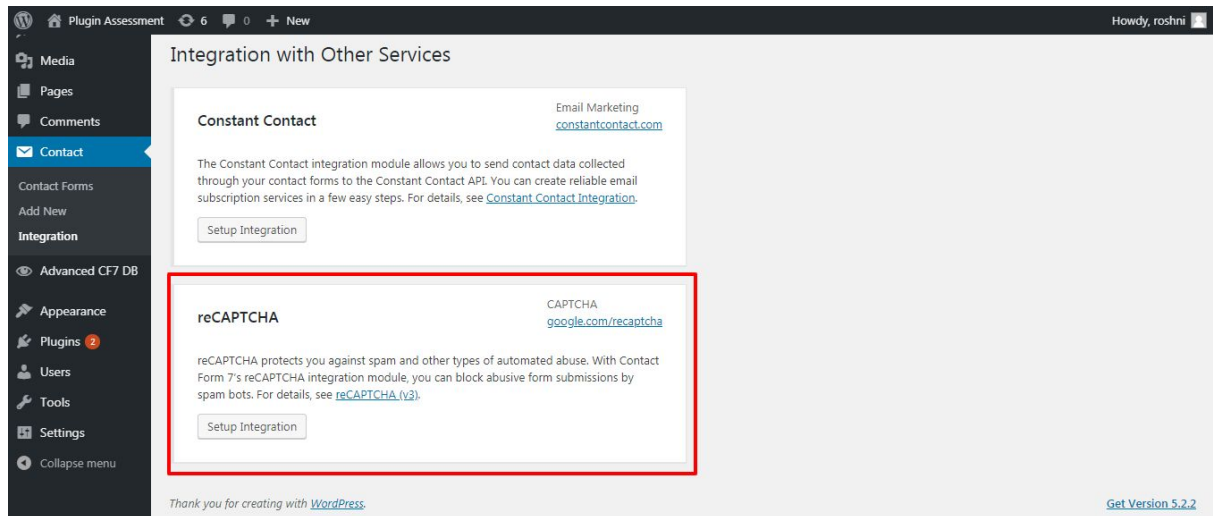 Plugin Assessment 6 0 New Howdy, roshni
Media
Pages
Comments
Contact
Contact Forms
Add New
Integration
Advanced CF7 DB
Appearance
Plugins 2
Users
Tools
Settings
Collapse menu
Integration with Other Services
Constant Contact
Email Marketing
constantcontact.com
The Constant Contact integration module allows you to send contact data collected
through your contact forms to the Constant Contact API. You can create reliable email
subscription services in a few easy steps. For details, see Constant Contact Integration.
Setup Integration
reCAPTCHA
CAPTCHA
google.com/recaptcha
reCAPTCHA protects you against spam and other types of automated abuse. With Contact
Form 7's reCAPTCHA integration module, you can block abusive form submissions by
spam bots. For details, see reCAPTCHA (v3).
Setup Integration
Thank you for creating with WordPress.
Get Version 5.2.2